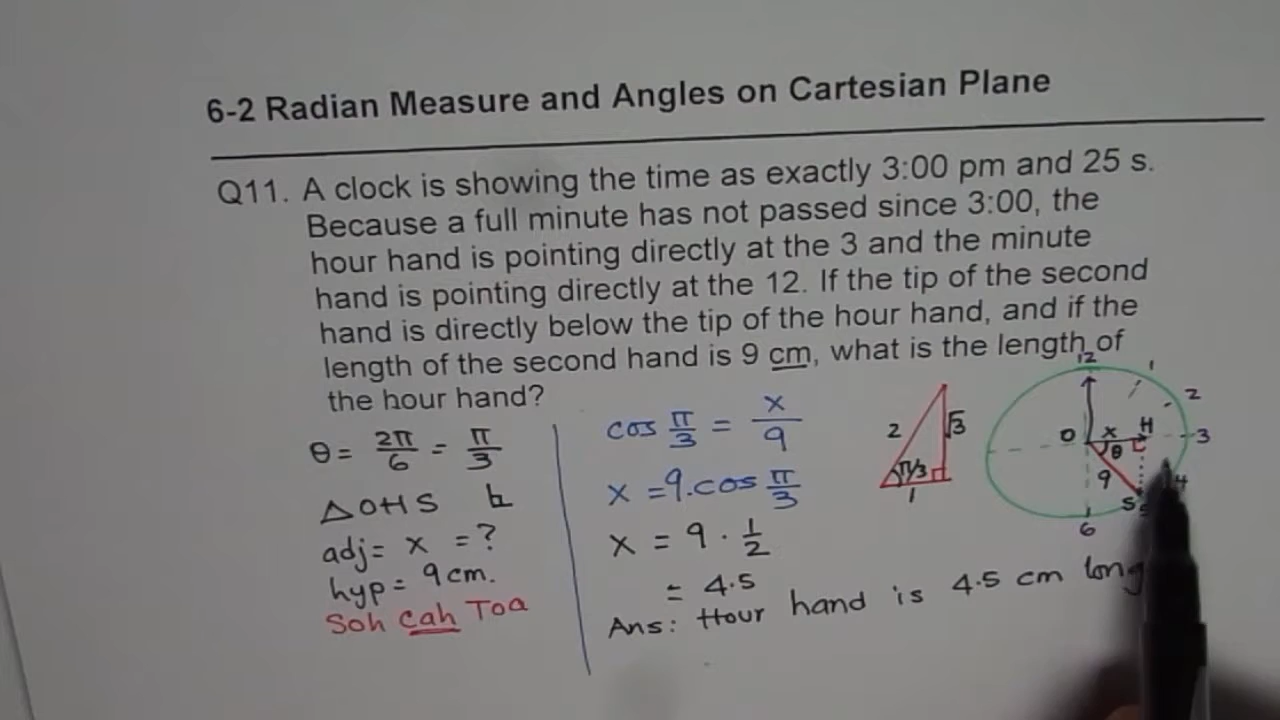 6-2 Radian Measure and Angles on Cartesian Plane
Q11. A clock is showing the time as exactly 3:00 pm and 25 s.
Because a full minute has not passed since 3:00, the
hour hand is pointing directly at the 3 and the minute
hand is pointing directly at the 12. If the tip of the second
hand is directly below the tip of the hour hand, and if the
length of the second hand is 9 cm, what is the length of
the hour hand?
θ = 2π/6 = π/3
△OHS
adj = x = ?
hyp = 9 cm.
Soh cah Toa
cos π/3 = x/9
x = 9.cos π/3
x = 9 · 1/2
= 4.5
Ans: Hour hand is 4.5 cm long
2 √3
π/3
1
12 1
2
O x H 3
θ
9 4
S 5
6